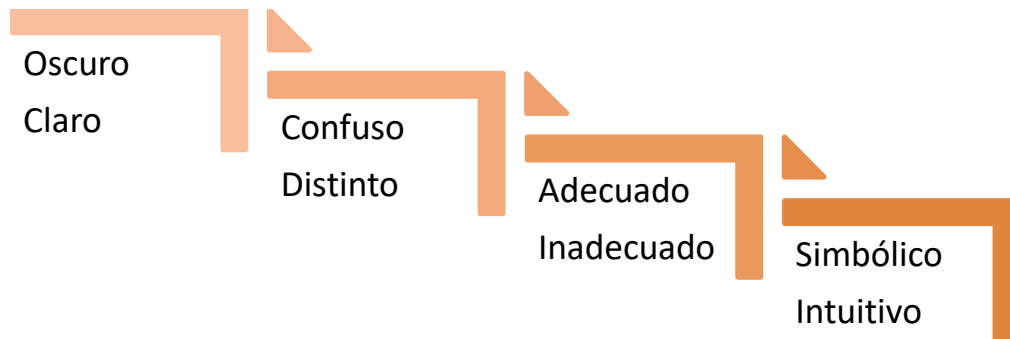 Oscuro
Claro
Confuso
Distinto
Adecuado
Inadecuado
Simbólico
Intuitivo